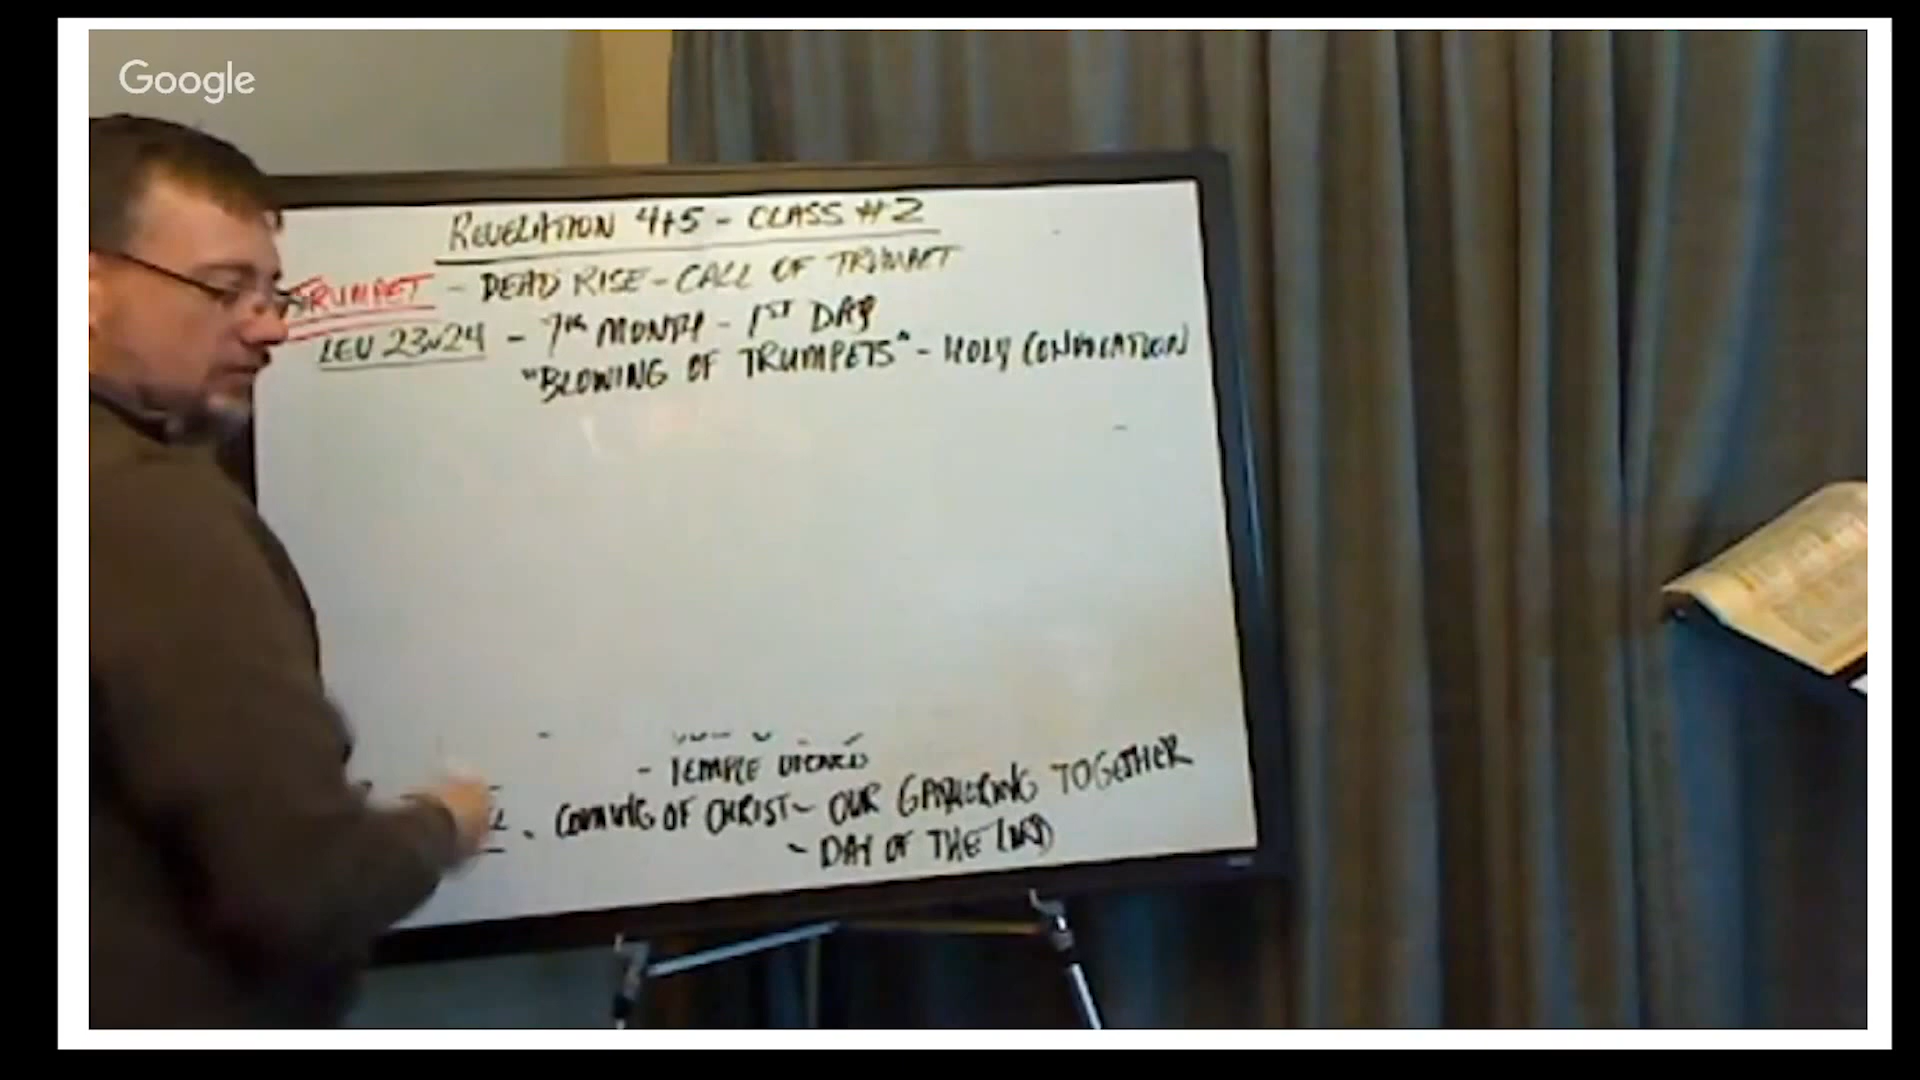 Google
REVELATION 4+5 - CLASS #2
TRUMPET - DEAD RISE - CALL OF TRUMPET
LEV 23v24 - 7th MONTH - 1ST DAY
"BLOWING OF TRUMPETS" - HOLY CONVOCATION
- TEMPLE
- COMING OF CHRIST ~ OUR GATHERING TOGETHER
~ DAY OF THE LORD